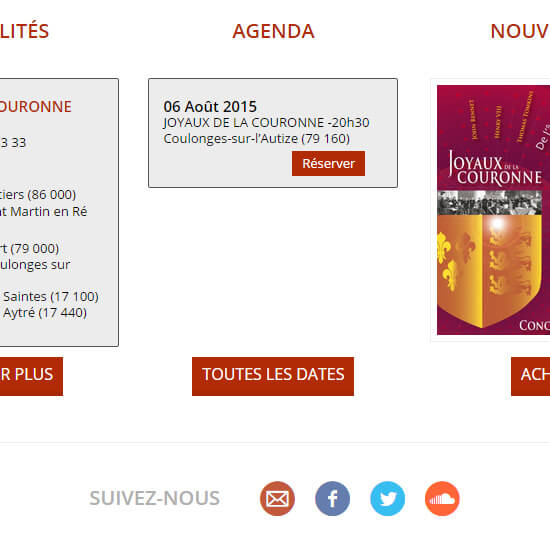 LITÉS
OURONNE
3 33
tiers (86 000)
nt Martin en Ré
rt (79 000)
ulonges sur
Saintes (17 100)
Aytré (17 440)
R PLUS
AGENDA
06 Août 2015
JOYAUX DE LA COURONNE -20h30
Coulonges-sur-l'Autize (79 160)
Réserver
TOUTES LES DATES
NOUV
John Bennet
Henry VIII
Thomas Tomkins
De l'a
JOYAUX DE LA
COURONNE
CONC
ACH
SUIVEZ-NOUS